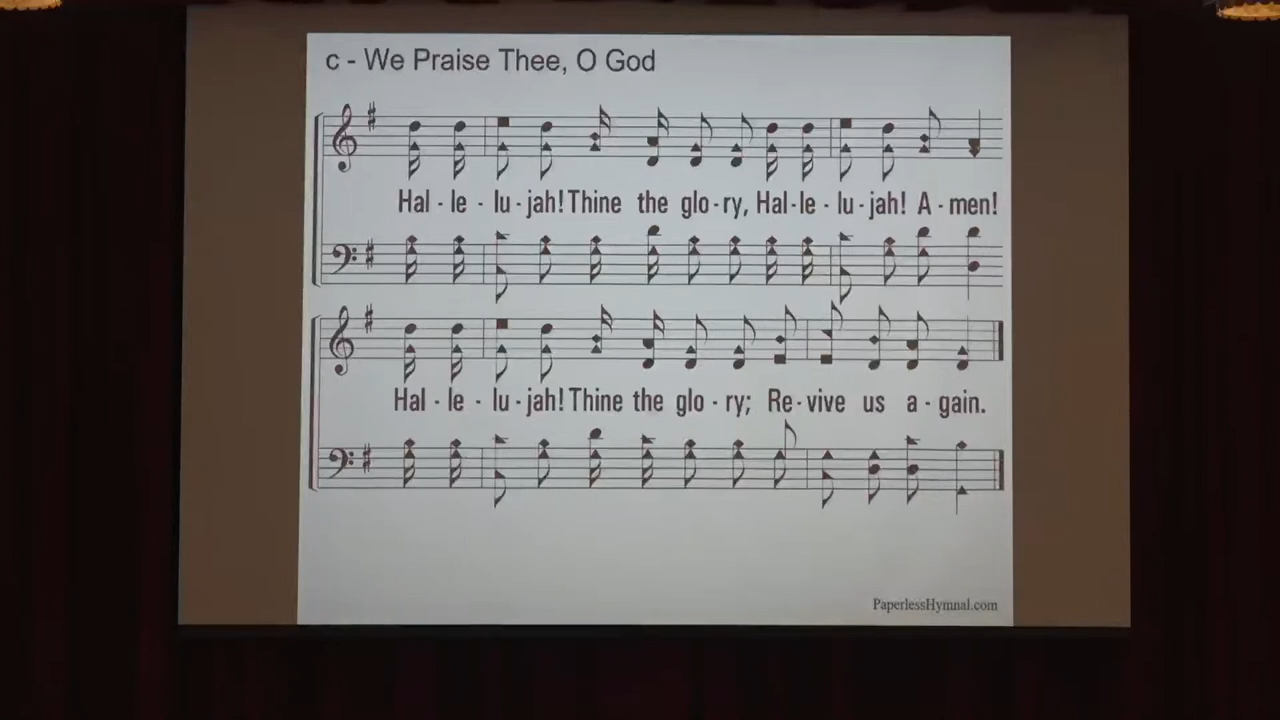 c - We Praise Thee, O God
Hal - le - lu - jah! Thine the glo - ry, Hal - le - lu - jah! A - men!
Hal - le - lu - jah! Thine the glo - ry; Re - vive us a - gain.
PaperlessHymnal.com